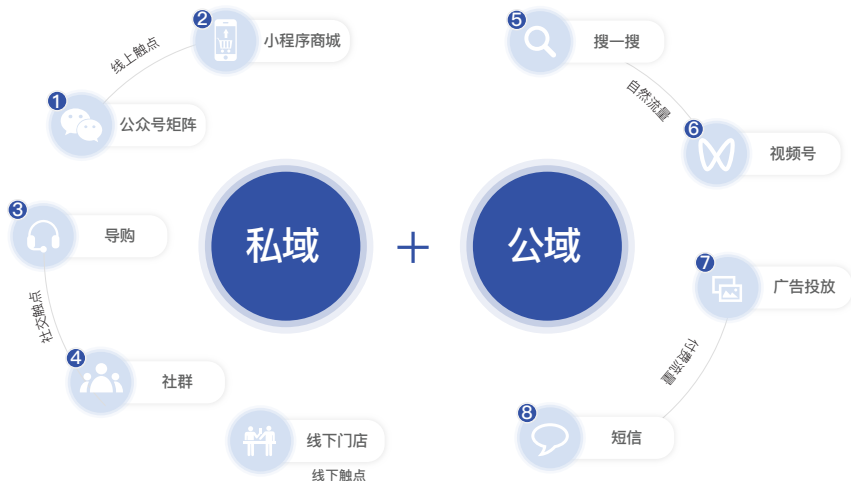 2
小程序商城
线上触点
1
公众号矩阵
3
导购
社交触点
4
社群
线下门店
线下触点
私域
+
公域
5
搜一搜
自然流量
6
视频号
7
广告投放
付费流量
8
短信